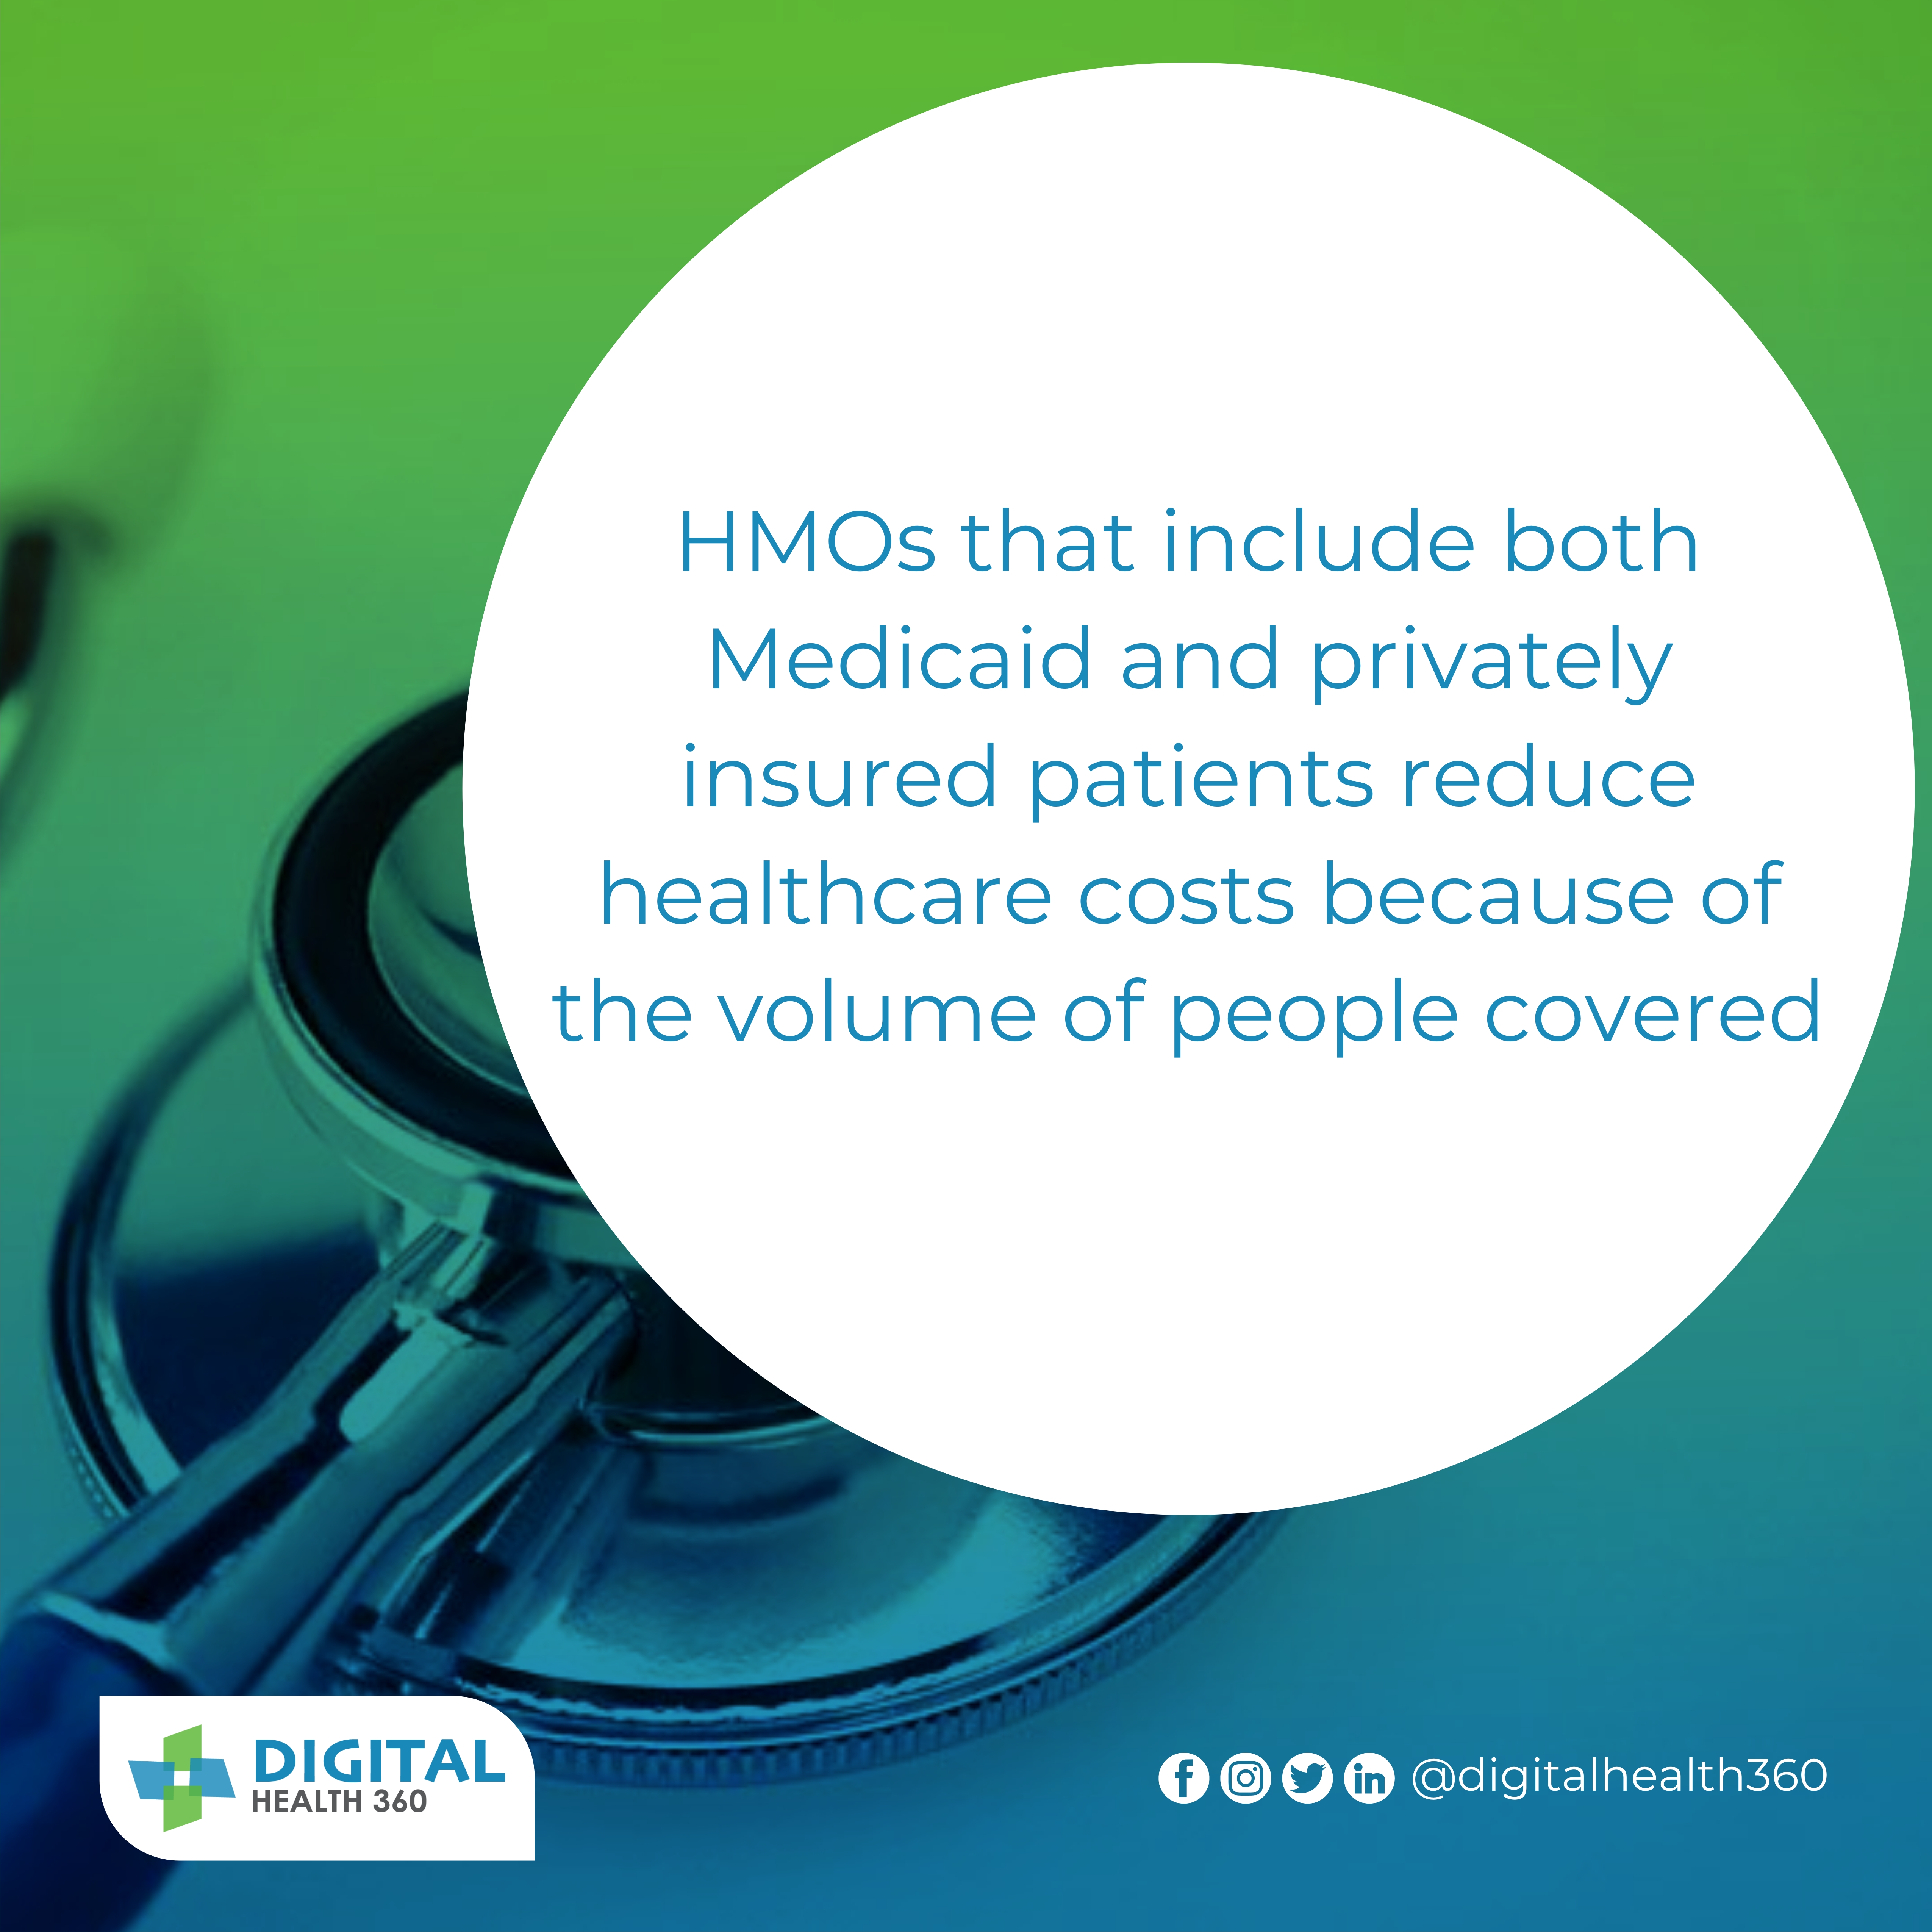 HMOs that include both
Medicaid and privately
insured patients reduce
healthcare costs because of
the volume of people covered
DIGITAL
HEALTH 360
@digitalhealth360